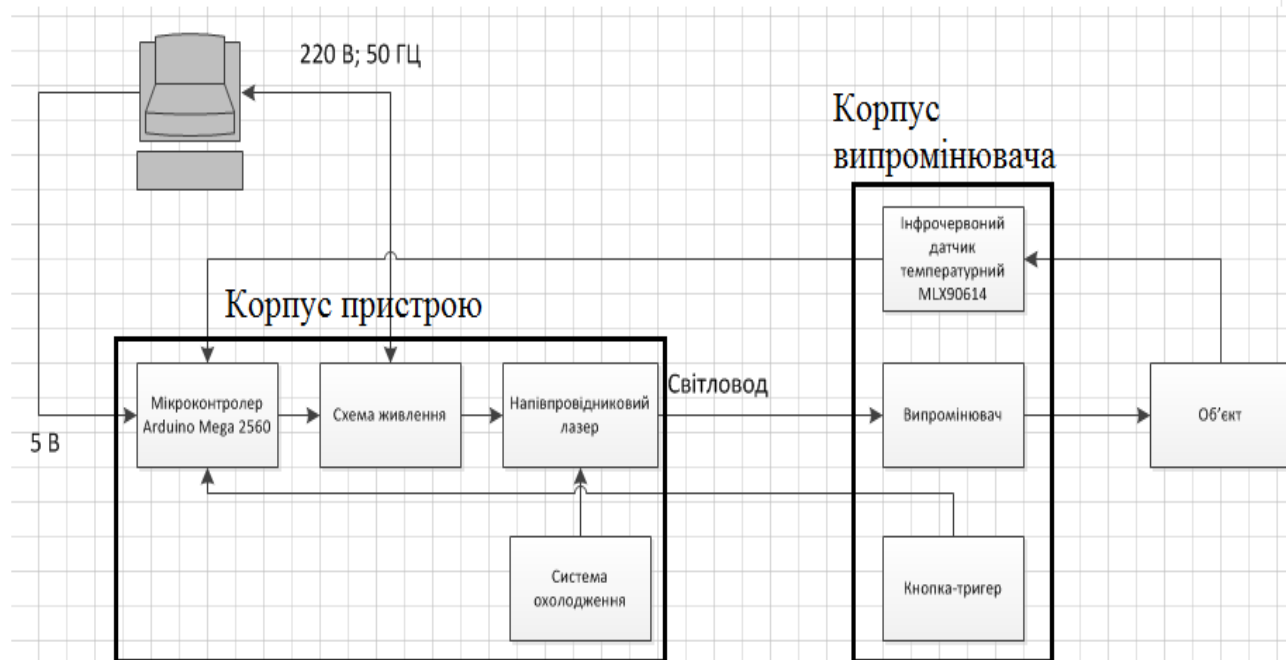 220 В; 50 ГЦ
Корпус
випромінювача
Інфрочервоний
датчик
температурний
MLX90614
Корпус пристрою
Мікроконтролер
Arduino Mega 2560
Схема живлення
Напівпровідниковий
лазер
Світловод
Випромінювач
Об’єкт
5 В
Система
охолодження
Кнопка-тригер